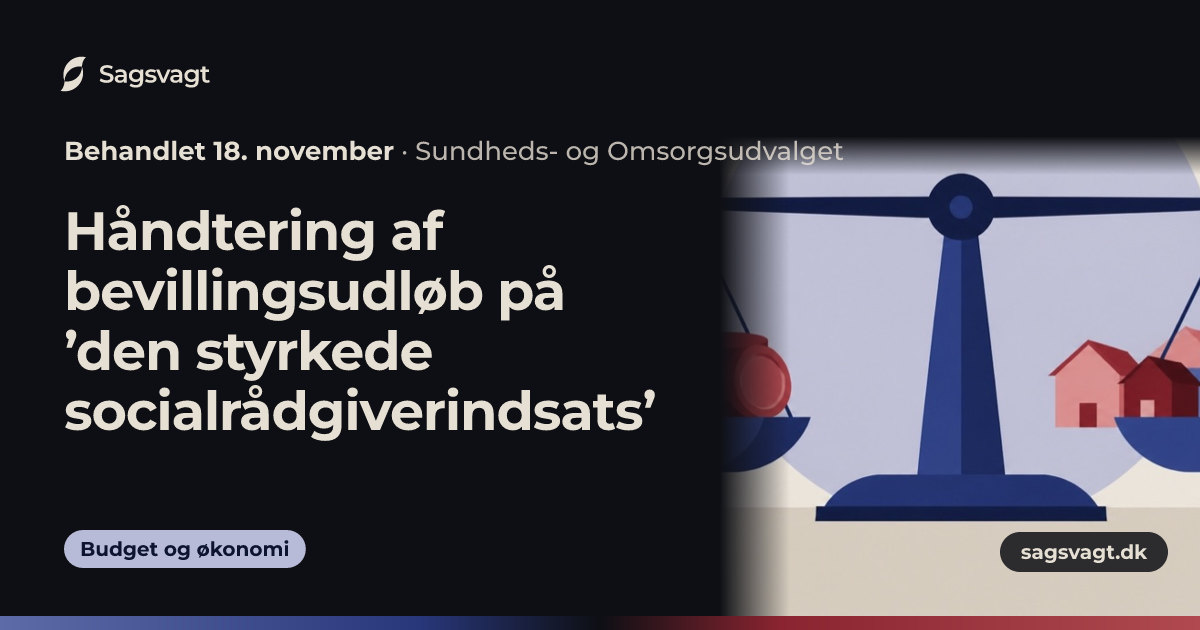 Sagsvagt
Behandlet 18. november · Sundheds- og Omsorgsudvalget
Håndtering af
bevillingsudløb på
’den styrkede
socialrådgiverindsats’
Budget og økonomi
sagsvagt.dk